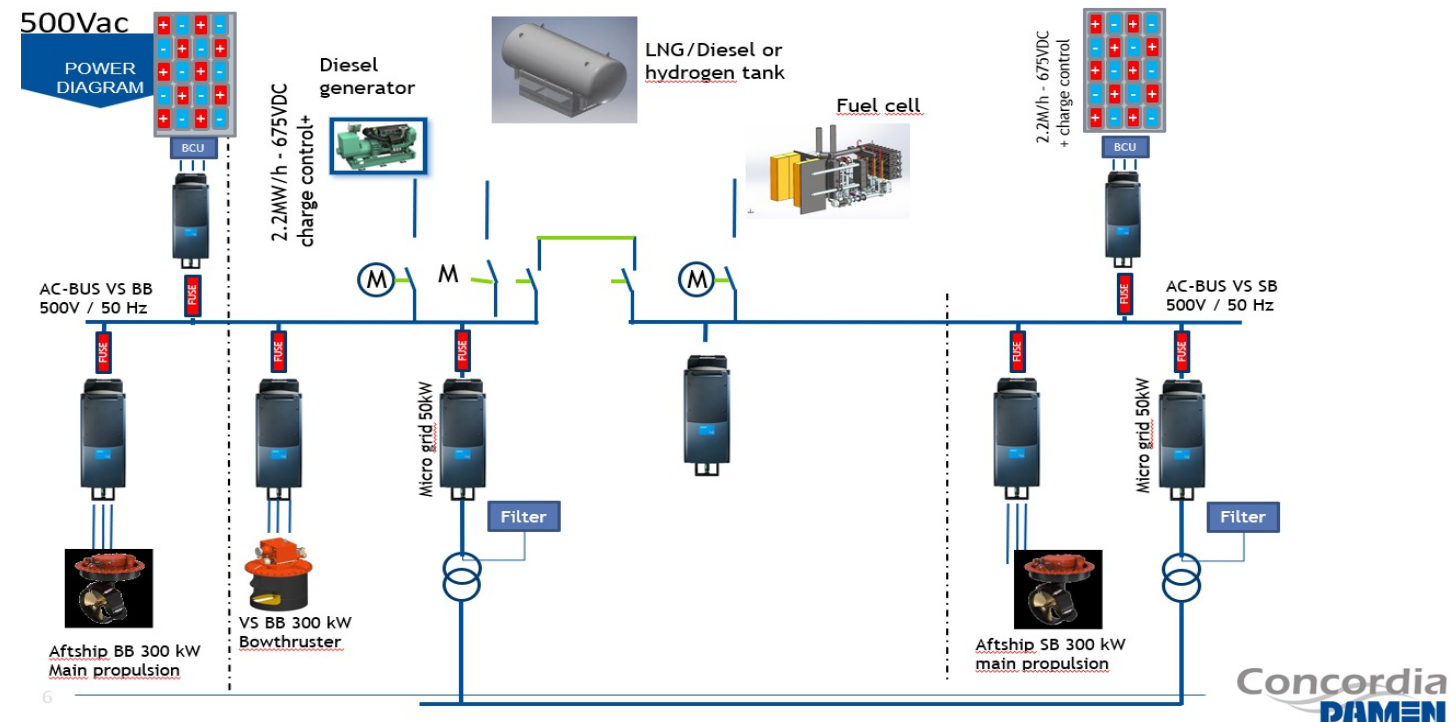 500Vac
POWER
DIAGRAM
BCU
2.2MW/h - 675VDC
charge control+
Diesel
generator
LNG/Diesel or
hydrogen tank
Fuel cell
2.2M/h - 675VDC
+ charge control
BCU
M
M
M
AC-BUS VS BB
500V / 50 Hz
FUSE
FUSE
AC-BUS VS SB
500V / 50 Hz
FUSE
FUSE
FUSE
FUSE
FUSE
Micro grid 50kW
Micro grid 50kW
Filter
Filter
Aftship BB 300 kW
Main propulsion
VS BB 300 kW
Bowthruster
Aftship SB 300 kW
main propulsion
6
Concordia
DAMEN